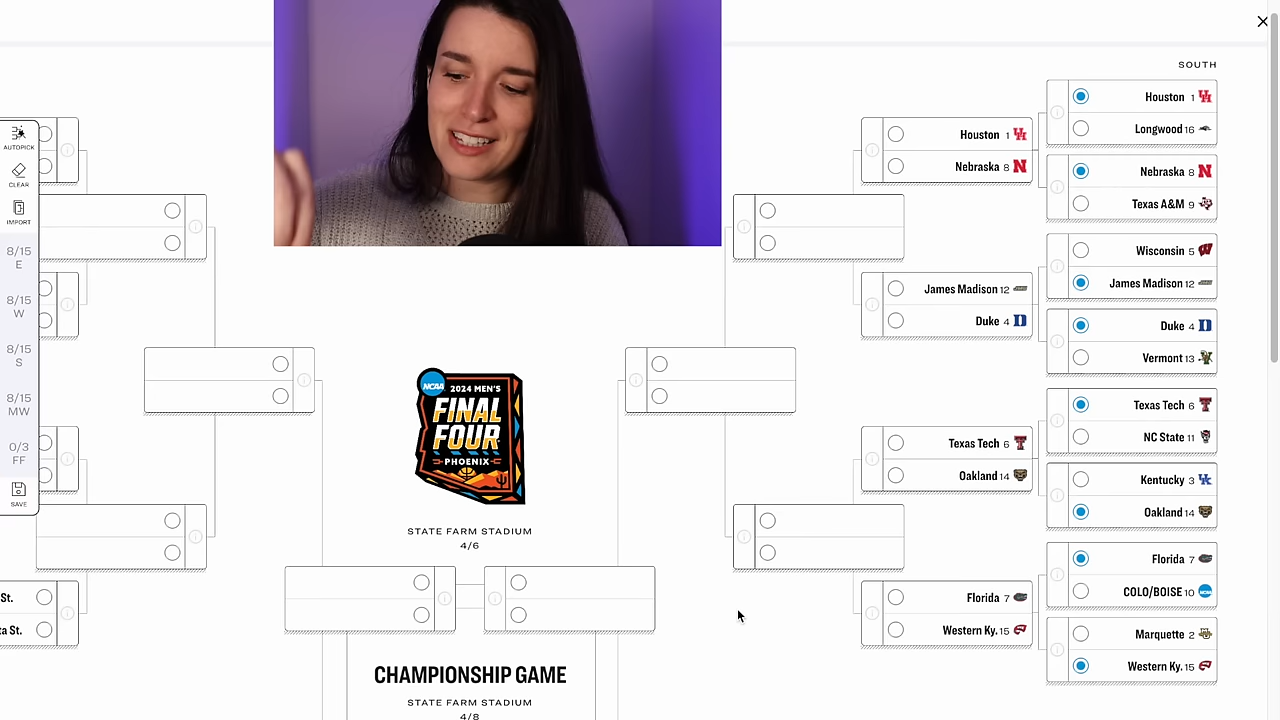 SOUTH
AUTOPICK
CLEAR
IMPORT
8/15
E
8/15
W
8/15
S
8/15
MW
0/3
FF
SAVE
St.
ta St.
NCAA
2024 MEN'S
FINAL
FOUR
PHOENIX
STATE FARM STADIUM
4/6
CHAMPIONSHIP GAME
STATE FARM STADIUM
4/8
Houston 1
Nebraska 8
N
James Madison 12
Duke 4
D
Texas Tech 6
Oakland 14
Florida 7
Western Ky. 15
Houston 1
Longwood 16
Nebraska 8
N
Texas A&M 9
Wisconsin 5
W
James Madison 12
Duke 4
D
Vermont 13
Texas Tech 6
NC State 11
Kentucky 3
UK
Oakland 14
Florida 7
COLO/BOISE 10
NCAA
Marquette 2
Western Ky. 15